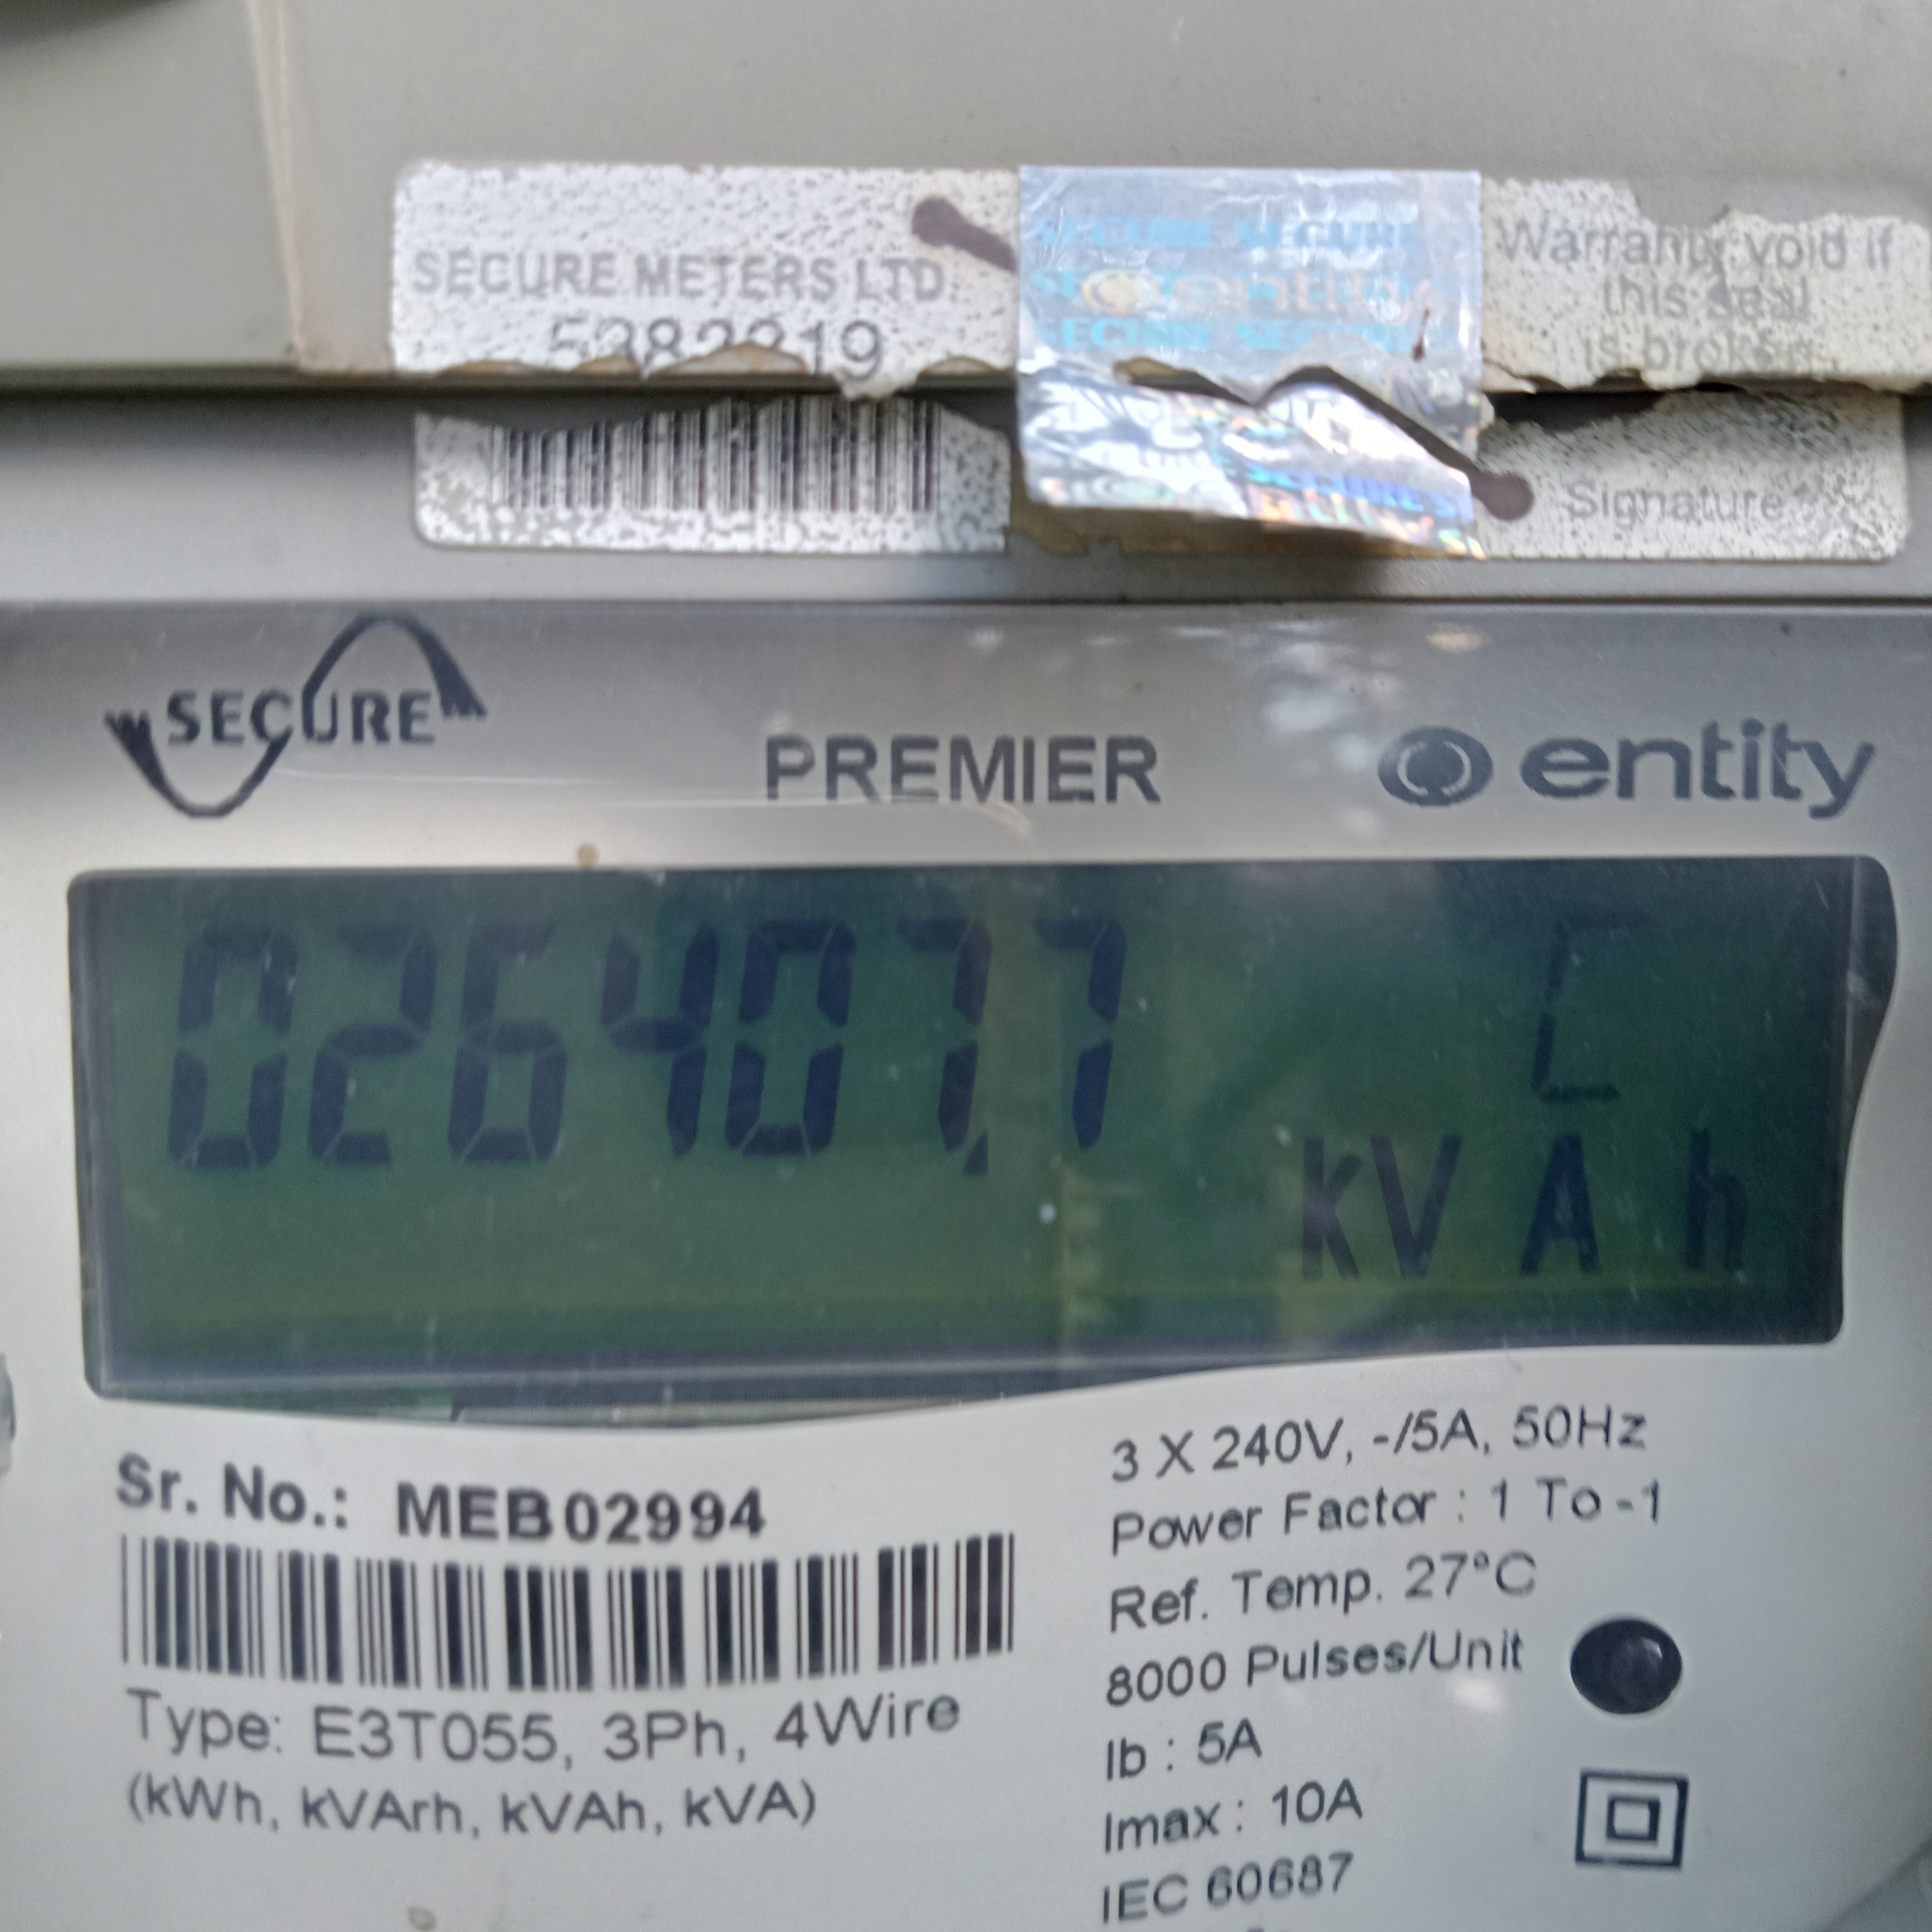 SECURE METERS LTD.
Warranty void if
this seal
is broken
Signature
entity
SECURE
PREMIER
entity
026407.7
C
kVAh
Sr. No.: MEB02994
Type: E3T055, 3Ph, 4Wire
(kWh, kVArh, kVAh, kVA)
3 X 240V, -/5A, 50Hz
Power Factor : 1 To -1
Ref. Temp. 27°C
8000 Pulses/Unit
Ib : 5A
Imax : 10A
IEC 60687